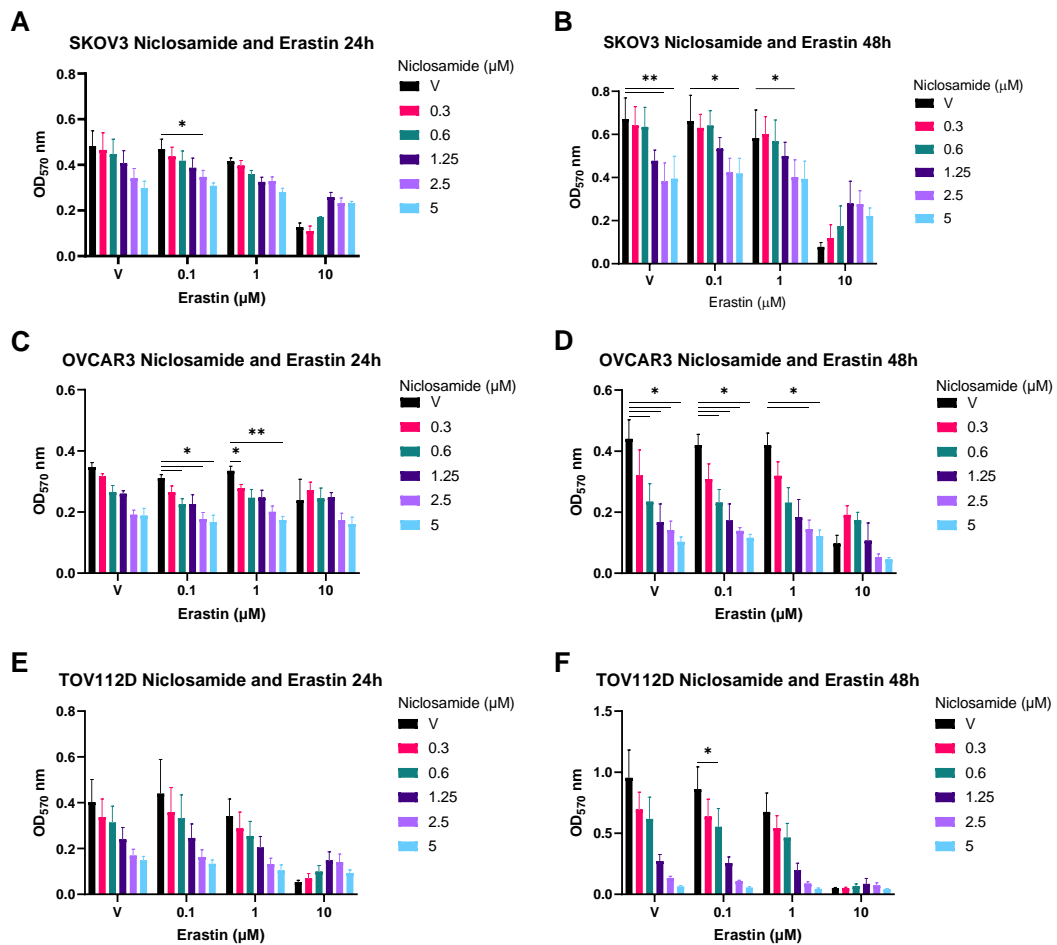 A
SKOV3 Niclosamide and Erastin 24h
Niclosamide (µM)
V
0.3
0.6
1.25
2.5
5
OD570 nm
0.8
0.6
0.4
0.2
0.0
*
V 0.1 1 10
Erastin (µM)
B
SKOV3 Niclosamide and Erastin 48h
Niclosamide (µM)
V
0.3
0.6
1.25
2.5
5
OD570 nm
0.8
0.6
0.4
0.2
0.0
** * *
V 0.1 1 10
Erastin (µM)
C
OVCAR3 Niclosamide and Erastin 24h
Niclosamide (µM)
V
0.3
0.6
1.25
2.5
5
OD570 nm
0.6
0.4
0.2
0.0
* * **
V 0.1 1 10
Erastin (µM)
D
OVCAR3 Niclosamide and Erastin 48h
Niclosamide (µM)
V
0.3
0.6
1.25
2.5
5
OD570 nm
0.6
0.4
0.2
0.0
* * *
V 0.1 1 10
Erastin (µM)
E
TOV112D Niclosamide and Erastin 24h
Niclosamide (µM)
V
0.3
0.6
1.25
2.5
5
OD570 nm
0.8
0.6
0.4
0.2
0.0
V 0.1 1 10
Erastin (µM)
F
TOV112D Niclosamide and Erastin 48h
Niclosamide (µM)
V
0.3
0.6
1.25
2.5
5
OD570 nm
1.5
1.0
0.5
0.0
*
V 0.1 1 10
Erastin (µM)